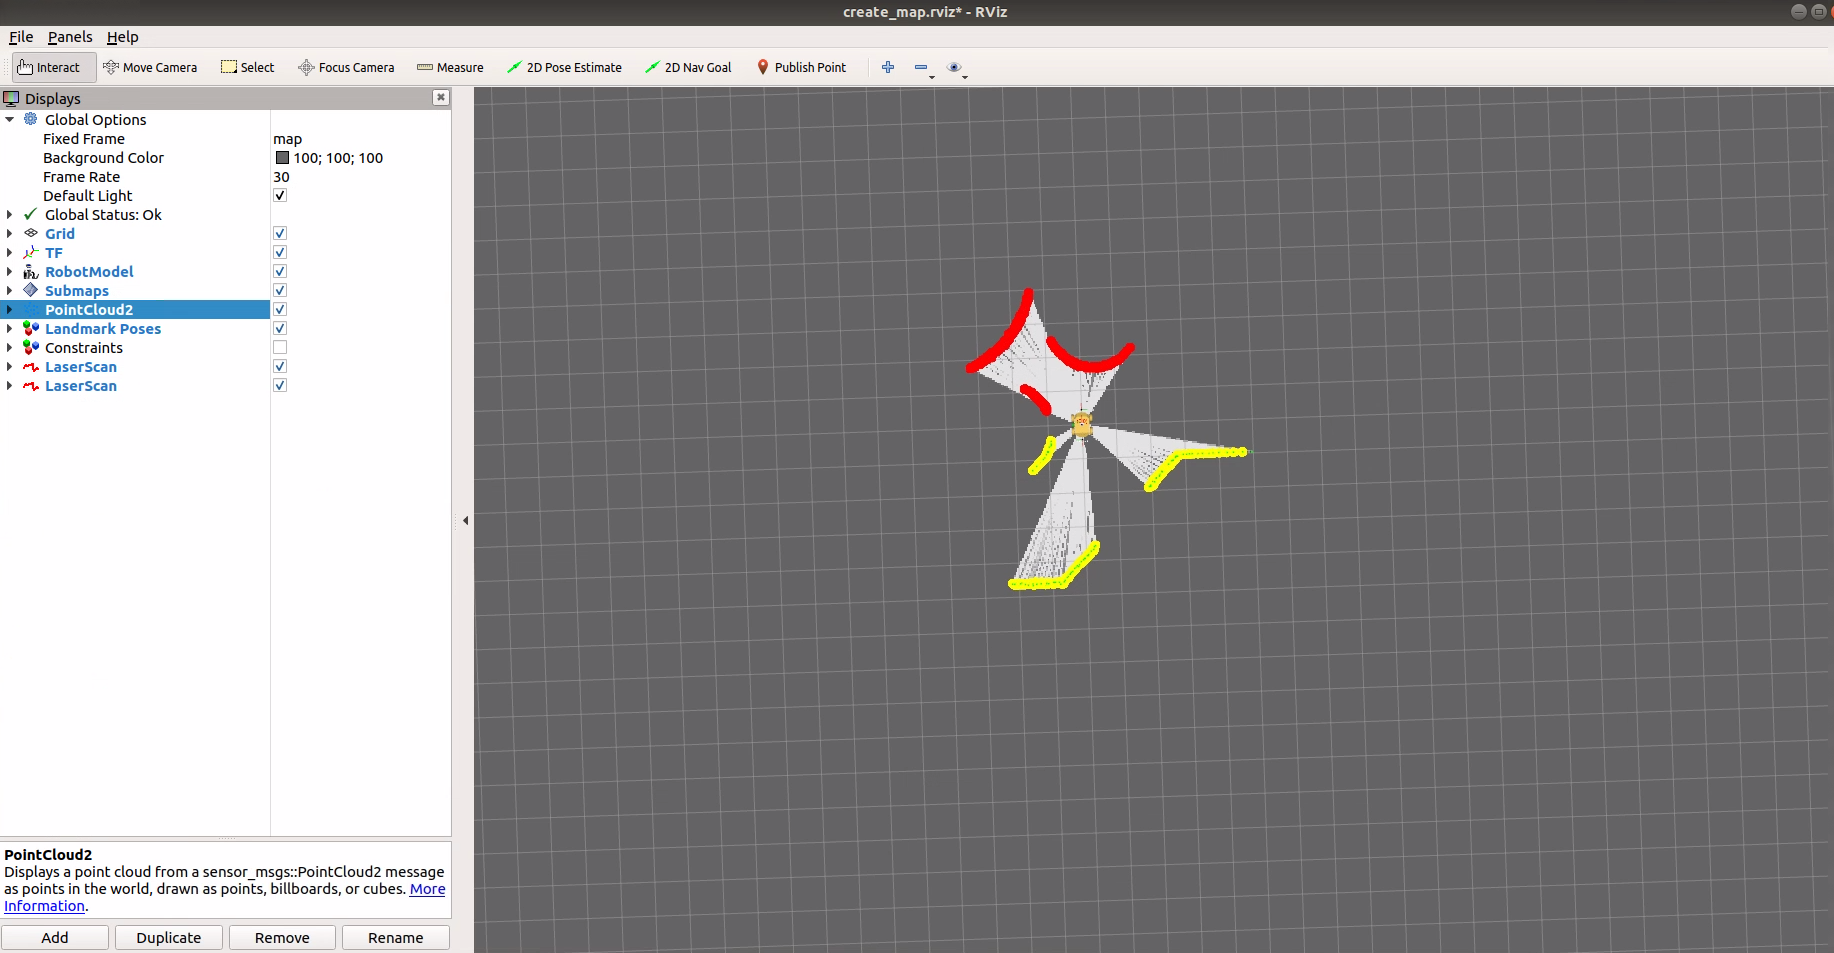 create_map.rviz* - RViz
File Panels Help
Interact Move Camera Select Focus Camera Measure 2D Pose Estimate 2D Nav Goal Publish Point
Displays
Global Options
Fixed Frame map
Background Color 100; 100; 100
Frame Rate 30
Default Light
Global Status: Ok
Grid
TF
RobotModel
Submaps
PointCloud2
Landmark Poses
Constraints
LaserScan
LaserScan
PointCloud2
Displays a point cloud from a sensor_msgs::PointCloud2 message
as points in the world, drawn as points, billboards, or cubes. More
Information.
Add Duplicate Remove Rename